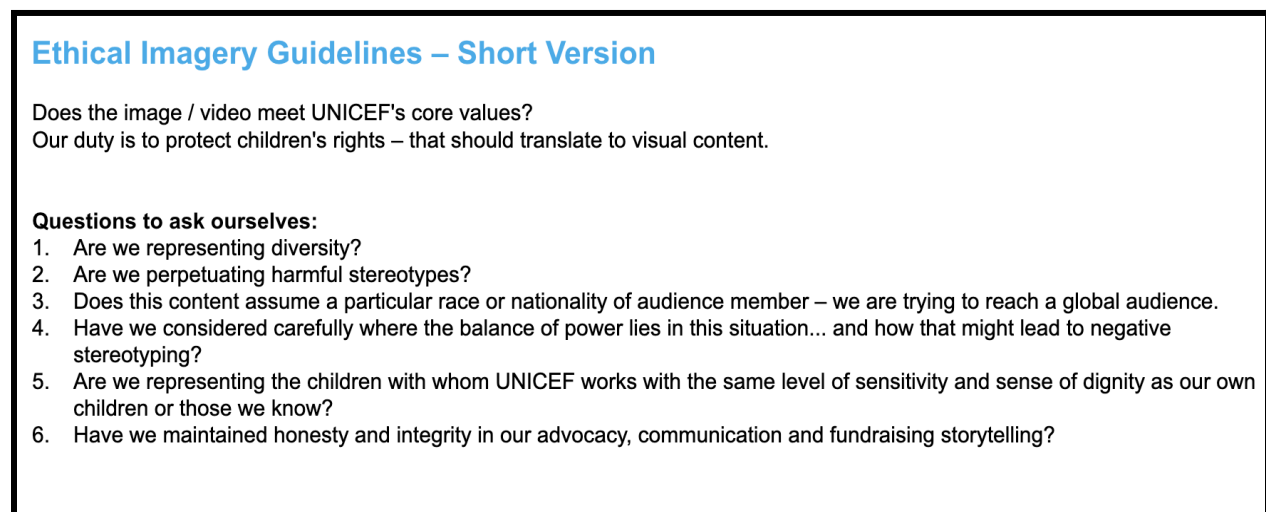 Ethical Imagery Guidelines – Short Version
Does the image / video meet UNICEF's core values?
Our duty is to protect children's rights – that should translate to visual content.
Questions to ask ourselves:
1. Are we representing diversity?
2. Are we perpetuating harmful stereotypes?
3. Does this content assume a particular race or nationality of audience member – we are trying to reach a global audience.
4. Have we considered carefully where the balance of power lies in this situation... and how that might lead to negative
stereotyping?
5. Are we representing the children with whom UNICEF works with the same level of sensitivity and sense of dignity as our own
children or those we know?
6. Have we maintained honesty and integrity in our advocacy, communication and fundraising storytelling?